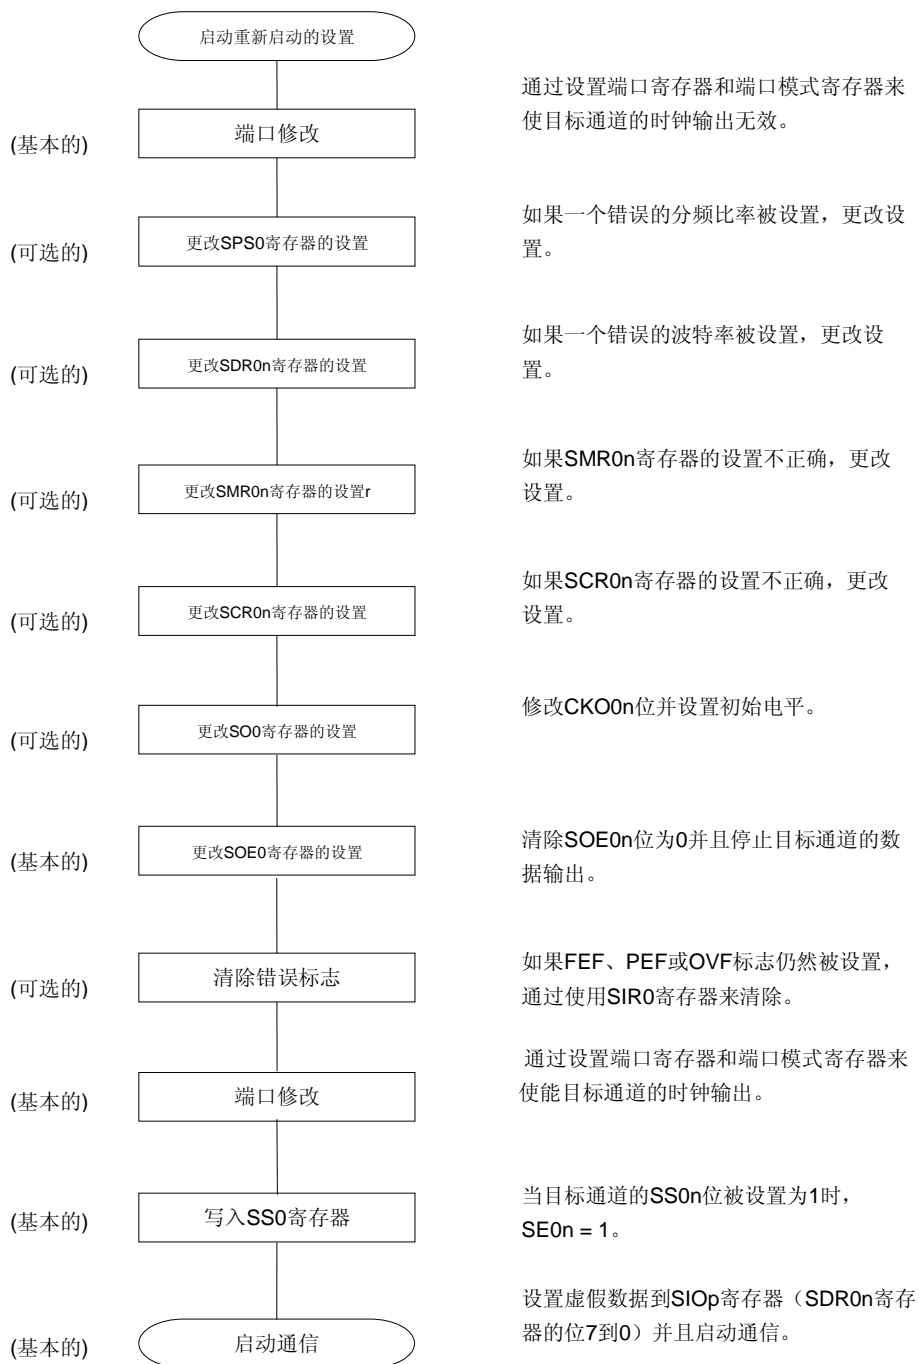 启动重新启动的设置
通过设置端口寄存器和端口模式寄存器来
使目标通道的时钟输出无效。
(基本的)
端口修改
如果一个错误的分频比率被设置，更改设
置。
(可选的)
更改SPS0寄存器的设置
如果一个错误的波特率被设置，更改设
置。
(可选的)
更改SDR0n寄存器的设置
如果SMR0n寄存器的设置不正确，更改
设置。
(可选的)
更改SMR0n寄存器的设置r
如果SCR0n寄存器的设置不正确，更改
设置。
(可选的)
更改SCR0n寄存器的设置
修改CKO0n位并设置初始电平。
(可选的)
更改SO0寄存器的设置
清除SOE0n位为0并且停止目标通道的数
据输出。
(基本的)
更改SOE0寄存器的设置
如果FEF、PEF或OVF标志仍然被设置，
通过使用SIR0寄存器来清除。
(可选的)
清除错误标志
通过设置端口寄存器和端口模式寄存器来
使能目标通道的时钟输出。
(基本的)
端口修改
当目标通道的SS0n位被设置为1时，
SE0n = 1。
(基本的)
写入SS0寄存器
设置虚假数据到SIOp寄存器（SDR0n寄存
器的位7到0）并且启动通信。
(基本的)
启动通信